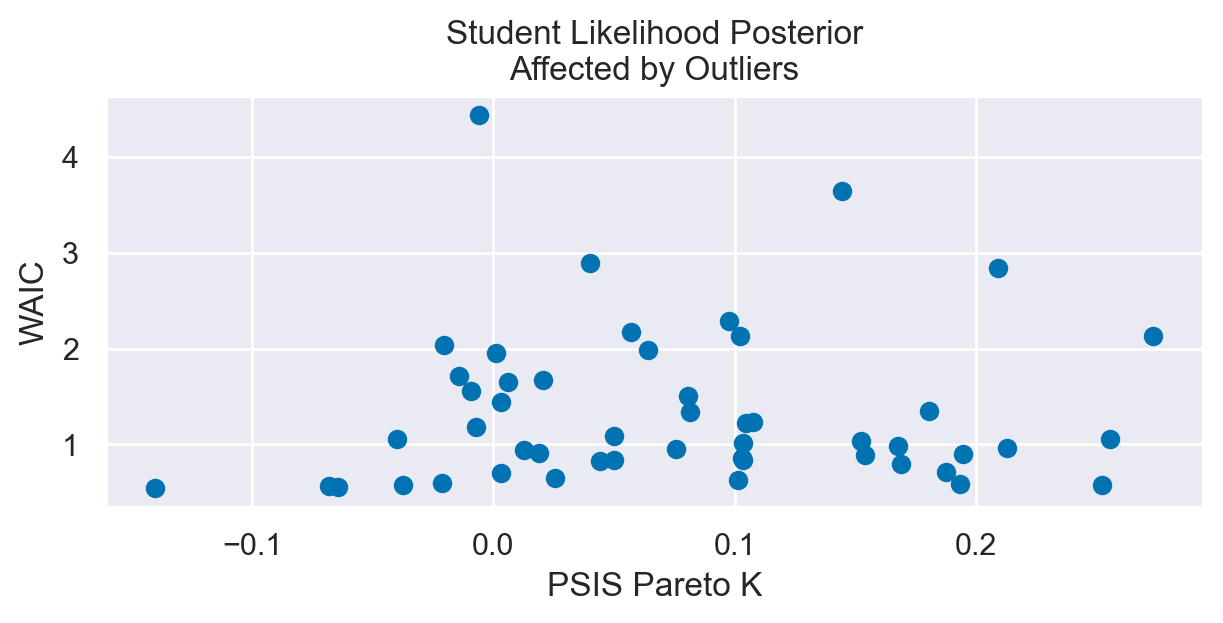 Student Likelihood Posterior
Affected by Outliers
4
3
2
1
WAIC
−0.1
0.0
0.1
0.2
PSIS Pareto K